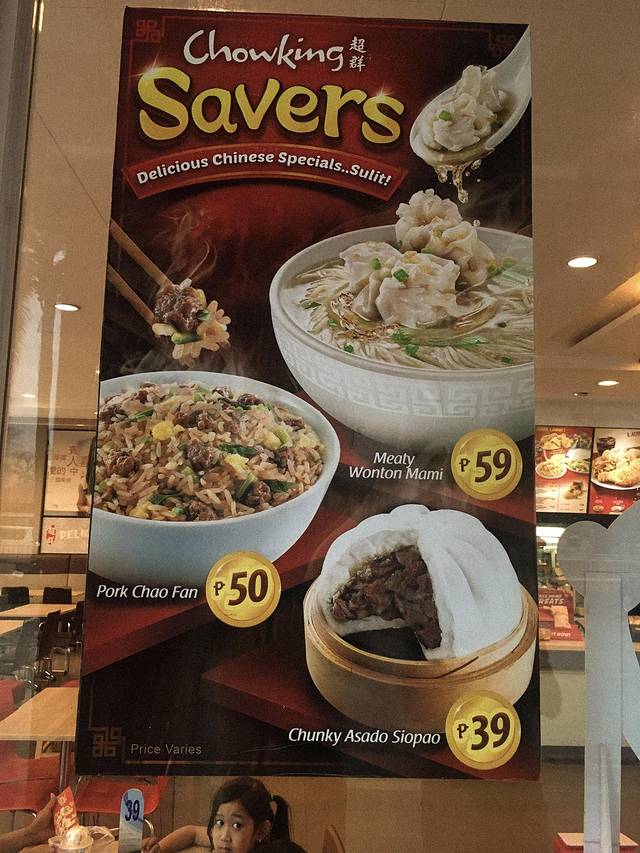 Chowking 超群
Savers
Delicious Chinese Specials..Sulit!
Meaty
Wonton Mami
₱59
Pork Chao Fan
₱50
Chunky Asado Siopao
₱39
Price Varies
39